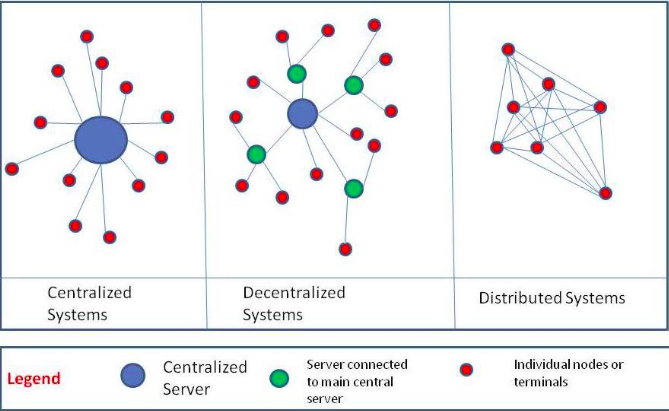 Centralized
Systems
Decentralized
Systems
Distributed Systems
Legend
Centralized
Server
Server connected
to main central
server
Individual nodes or
terminals